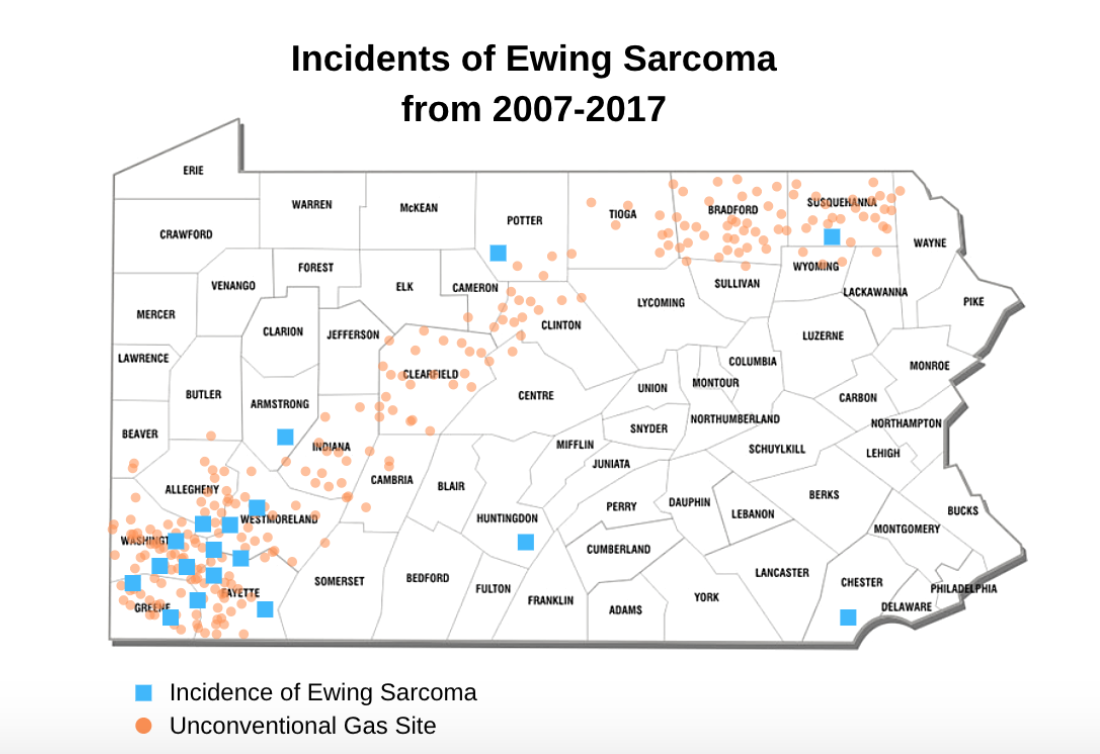 Incidents of Ewing Sarcoma
from 2007-2017
ERIE
WARREN
McKEAN
POTTER
TIOGA
BRADFORD
SUSQUEHANNA
CRAWFORD
WAYNE
FOREST
WYOMING
VENANGO
ELK
CAMERON
SULLIVAN
LACKAWANNA
MERCER
LYCOMING
PIKE
CLARION
JEFFERSON
CLINTON
LUZERNE
LAWRENCE
COLUMBIA
MONROE
CLEARFIELD
MONTOUR
UNION
BUTLER
CENTRE
CARBON
ARMSTRONG
NORTHUMBERLAND
NORTHAMPTON
SNYDER
BEAVER
INDIANA
MIFFLIN
SCHUYLKILL
LEHIGH
JUNIATA
CAMBRIA
BLAIR
ALLEGHENY
BERKS
DAUPHIN
PERRY
LEBANON
BUCKS
WESTMORELAND
HUNTINGDON
MONTGOMERY
WASHINGT
CUMBERLAND
LANCASTER
SOMERSET
BEDFORD
CHESTER
FULTON
PHILADELPHIA
FAYETTE
YORK
FRANKLIN
GREENE
ADAMS
DELAWARE
Incidence of Ewing Sarcoma
Unconventional Gas Site